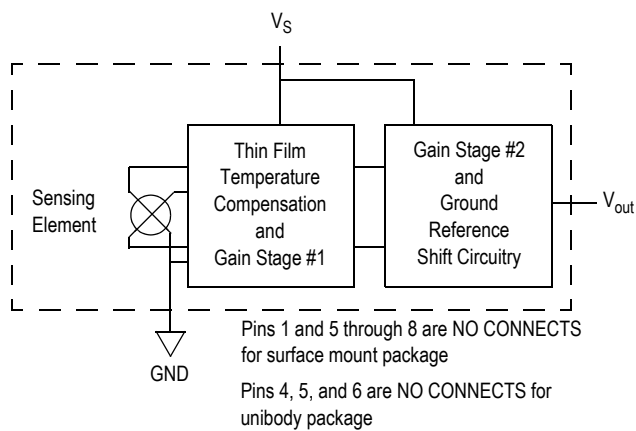 V_S
Sensing
Element
Thin Film
Temperature
Compensation
and
Gain Stage #1
Gain Stage #2
and
Ground
Reference
Shift Circuitry
V_out
GND
Pins 1 and 5 through 8 are NO CONNECTS
for surface mount package
Pins 4, 5, and 6 are NO CONNECTS for
unibody package